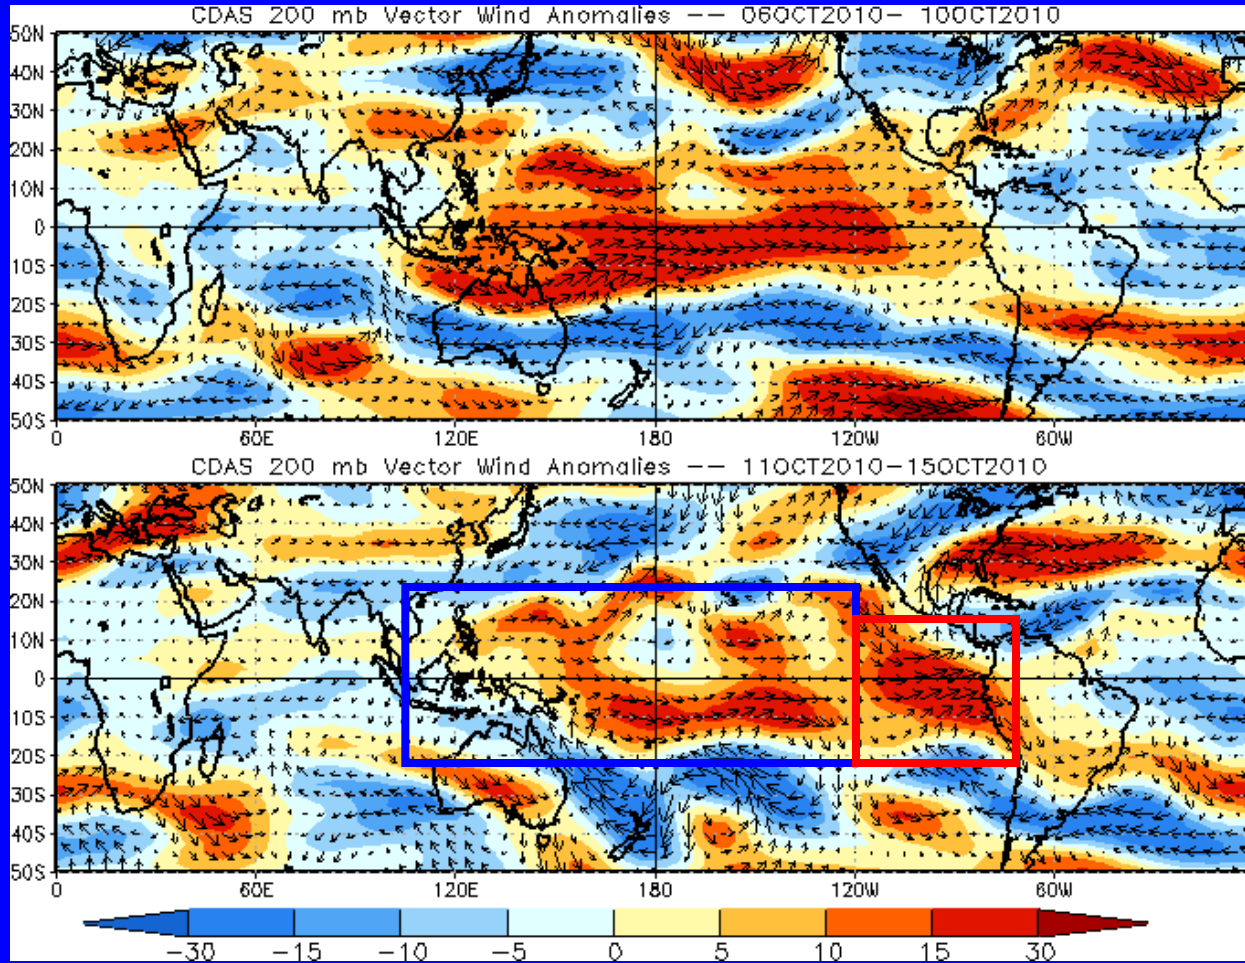 CDAS 200 mb Vector Wind Anomalies -- 06OCT2010- 10OCT2010
50N
40N
30N
20N
10N
0
10S
20S
30S
40S
50S
0 60E 120E 180 120W 60W
CDAS 200 mb Vector Wind Anomalies -- 11OCT2010-15OCT2010
50N
40N
30N
20N
10N
0
10S
20S
30S
40S
50S
0 60E 120E 180 120W 60W
-30 -15 -10 -5 0 5 10 15 30